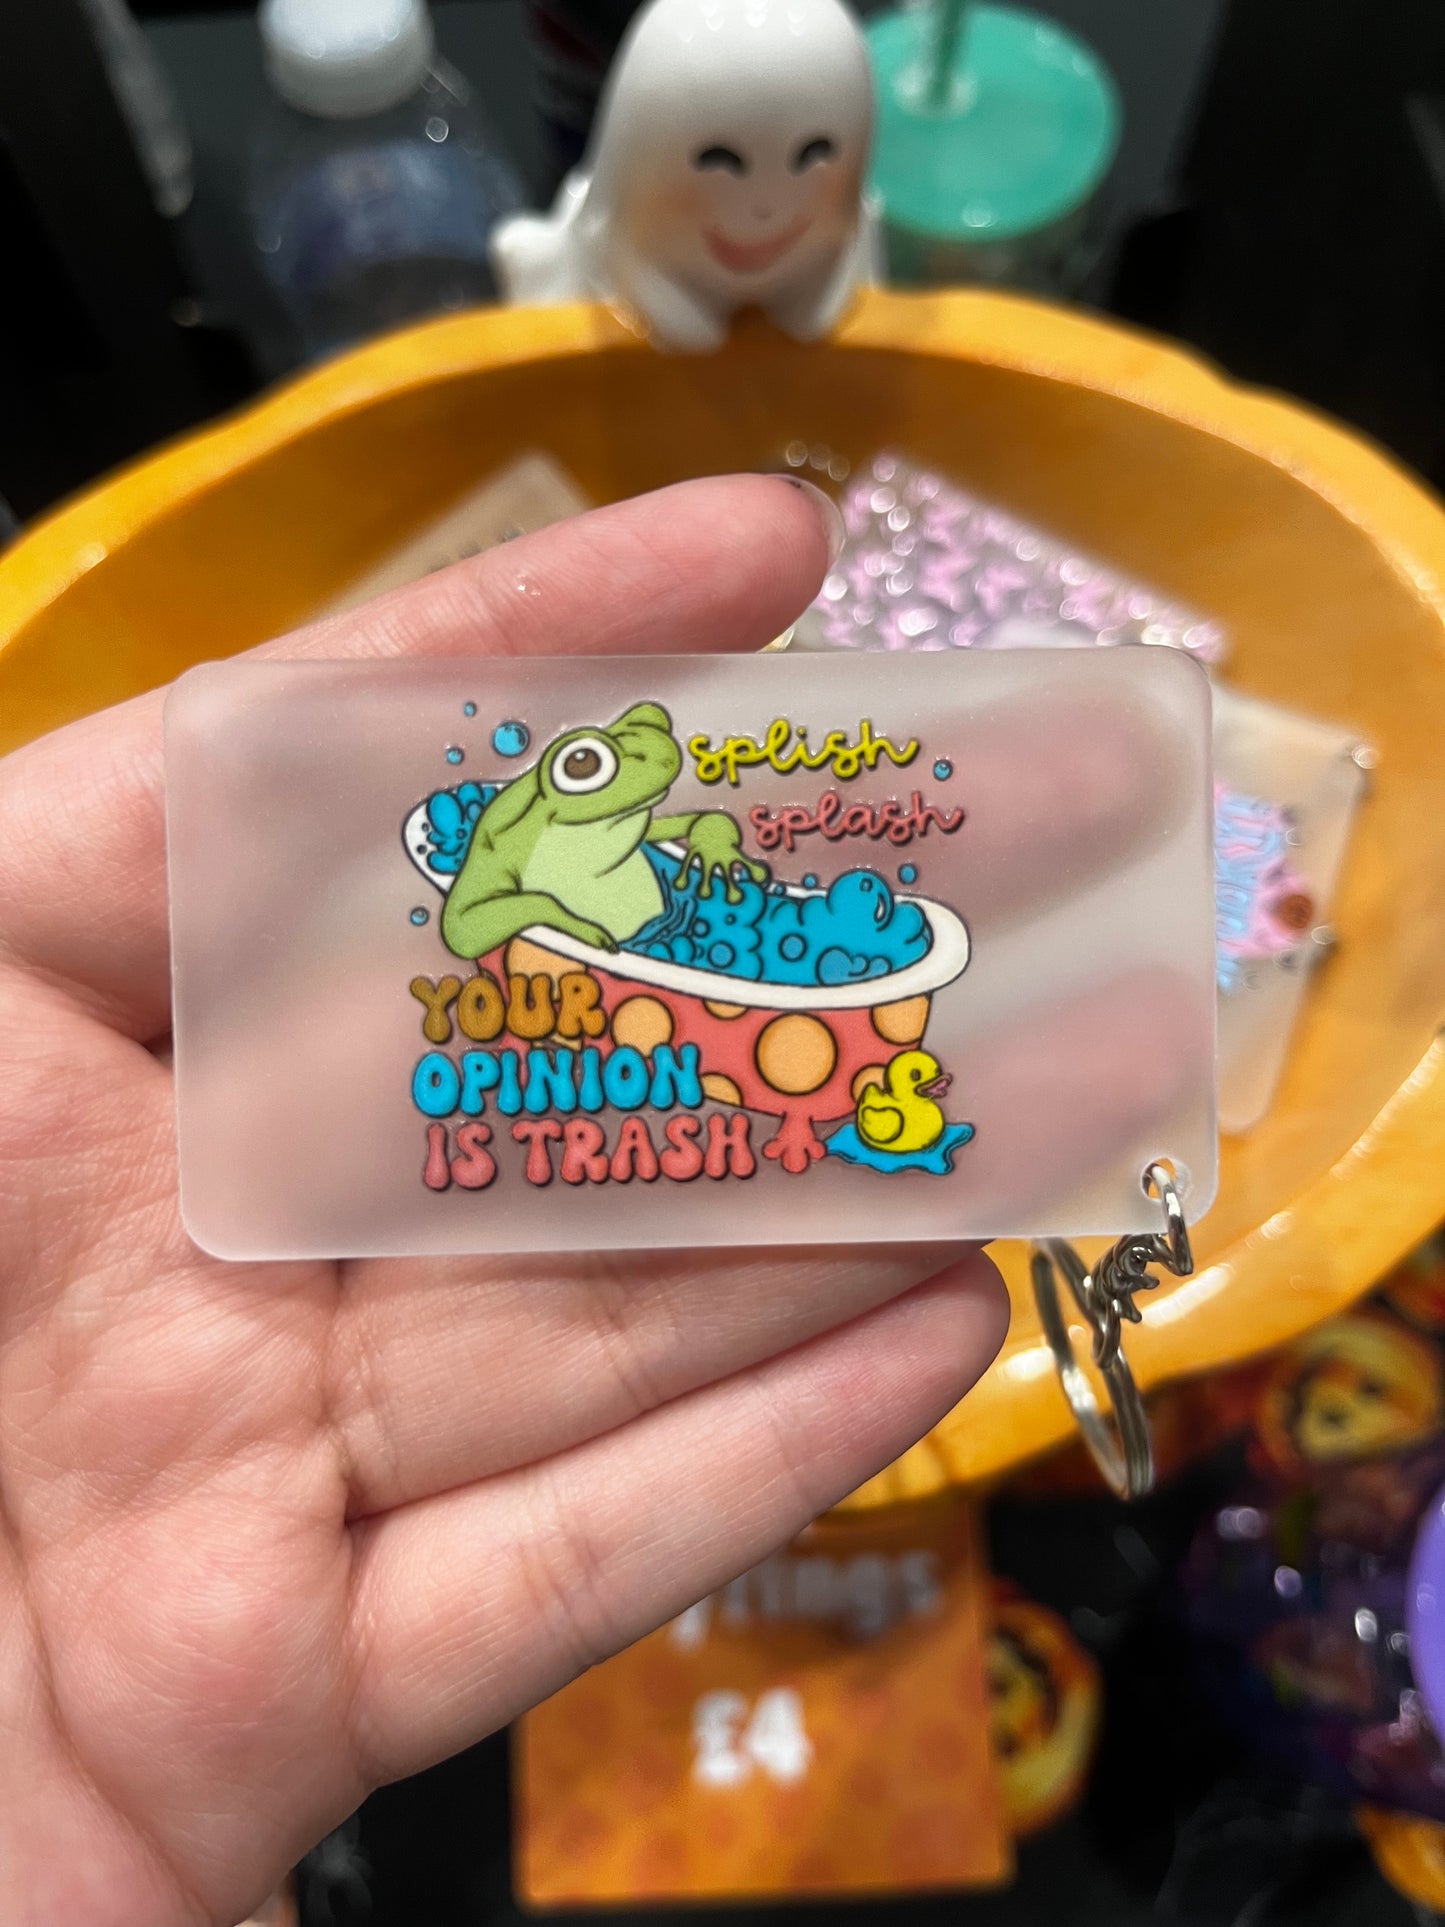 splish
splash
YOUR
OPINION
IS TRASH
£4